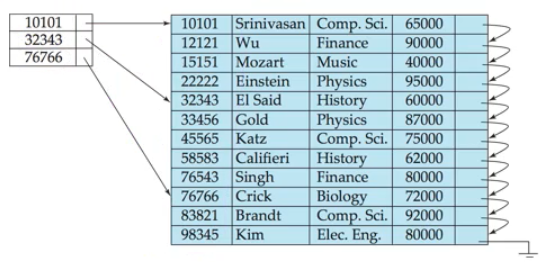 10101
32343
76766
10101 Srinivasan Comp. Sci. 65000
12121 Wu Finance 90000
15151 Mozart Music 40000
22222 Einstein Physics 95000
32343 El Said History 60000
33456 Gold Physics 87000
45565 Katz Comp. Sci. 75000
58583 Califieri History 62000
76543 Singh Finance 80000
76766 Crick Biology 72000
83821 Brandt Comp. Sci. 92000
98345 Kim Elec. Eng. 80000